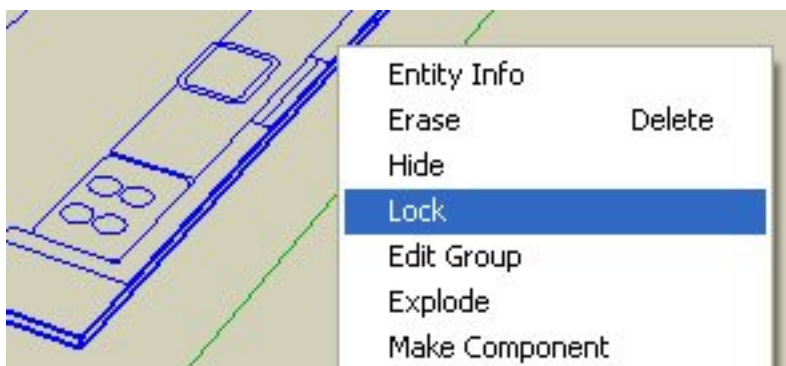 Entity Info
Erase Delete
Hide
Lock
Edit Group
Explode
Make Component